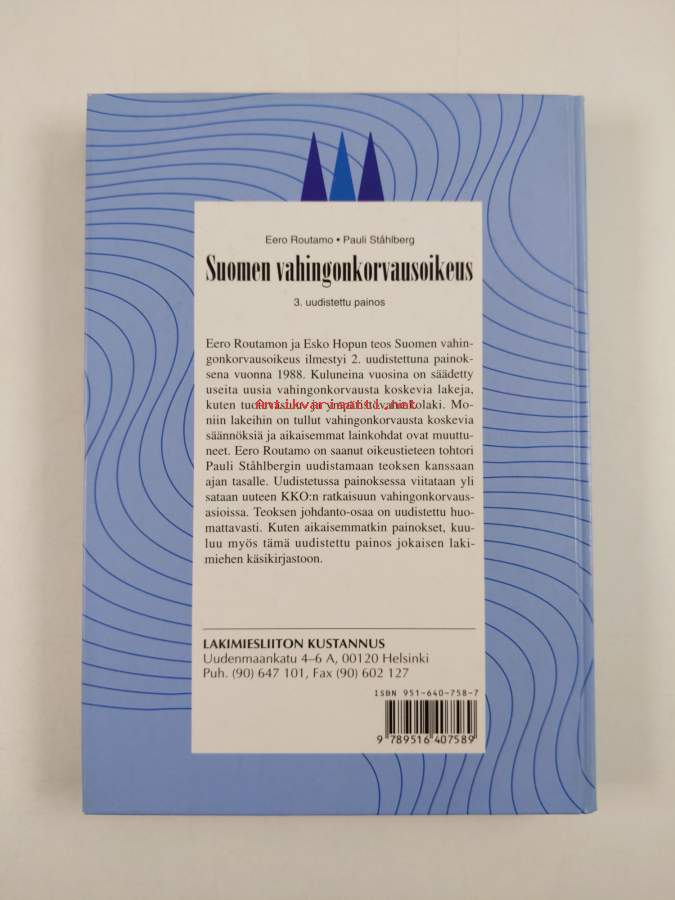 Eero Routamo • Pauli Ståhlberg
Suomen vahingonkorvausoikeus
3. uudistettu painos
Eero Routamon ja Esko Hopun teos Suomen vahin-
gonkorvausoikeus ilmestyi 2. uudistettuna painok-
sena vuonna 1988. Kuluneina vuosina on säädetty
useita uusia vahingonkorvausta koskevia lakeja,
kuten ja Mo-
Antikvariaatti.net
niin lakeihin on tullut vahingonkorvausta koskevia
säännöksiä ja aikaisemmat lainkohdat ovat muuttu-
neet. Eero Routamo on saanut oikeustieteen tohtori
Pauli Ståhlbergin uudistamaan teoksen kanssaan
ajan tasalle. Uudistetussa painoksessa viitataan yli
sataan uuteen KKO:n ratkaisuun vahingonkorvaus-
asioissa. Teoksen johdanto-osaa on uudistettu huo-
mattavasti. Kuten aikaisemmatkin painokset, kuu-
luu myös tämä uudistettu painos jokaisen laki-
miehen käsikirjastoon.
LAKIMIESLIITON KUSTANNUS
Uudenmaankatu 4–6 A, 00120 Helsinki
Puh. (90) 647 101, Fax (90) 602 127
ISBN 951-640-758-7
9 789516 407589